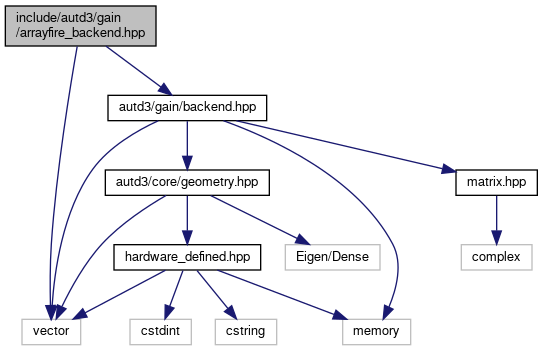 include/autd3/gain
/arrayfire_backend.hpp
autd3/gain/backend.hpp
autd3/core/geometry.hpp
matrix.hpp
hardware_defined.hpp
Eigen/Dense
complex
vector
cstdint
cstring
memory